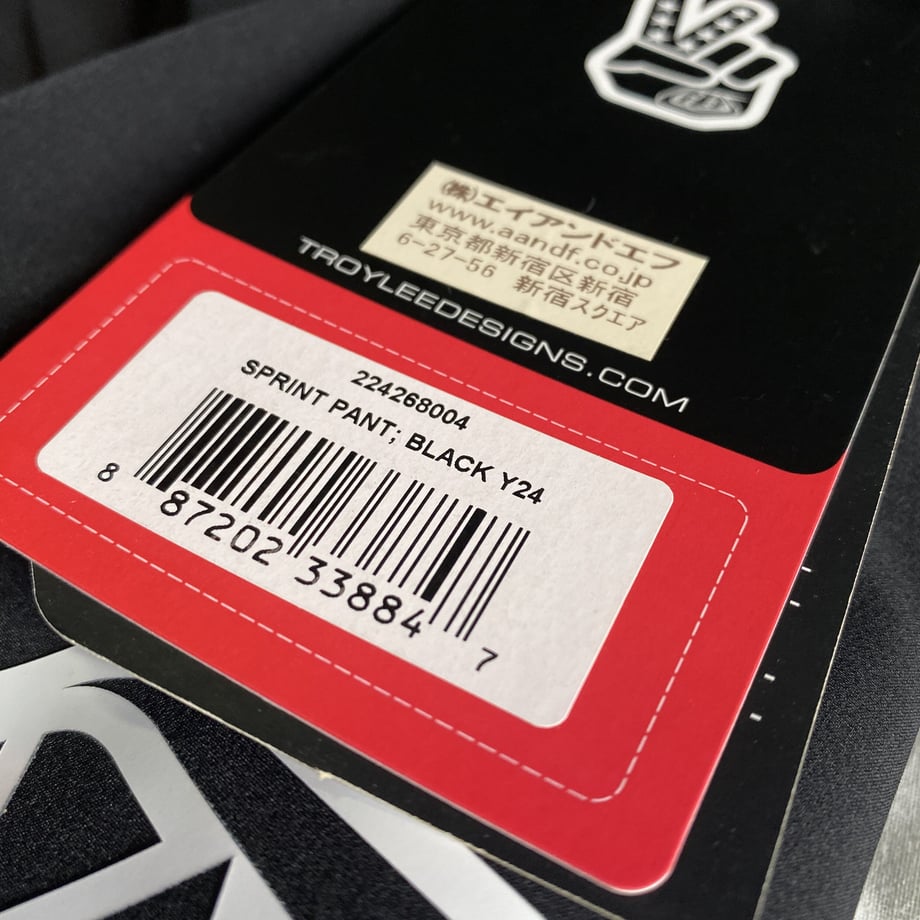 (株)エイアンドエフ
www.aandf.co.jp
東京都新宿区新宿
6-27-56 新宿スクエア
TROYLEEDESIGNS.COM
224268004
SPRINT PANT; BLACK Y24
8 87202 33884 7